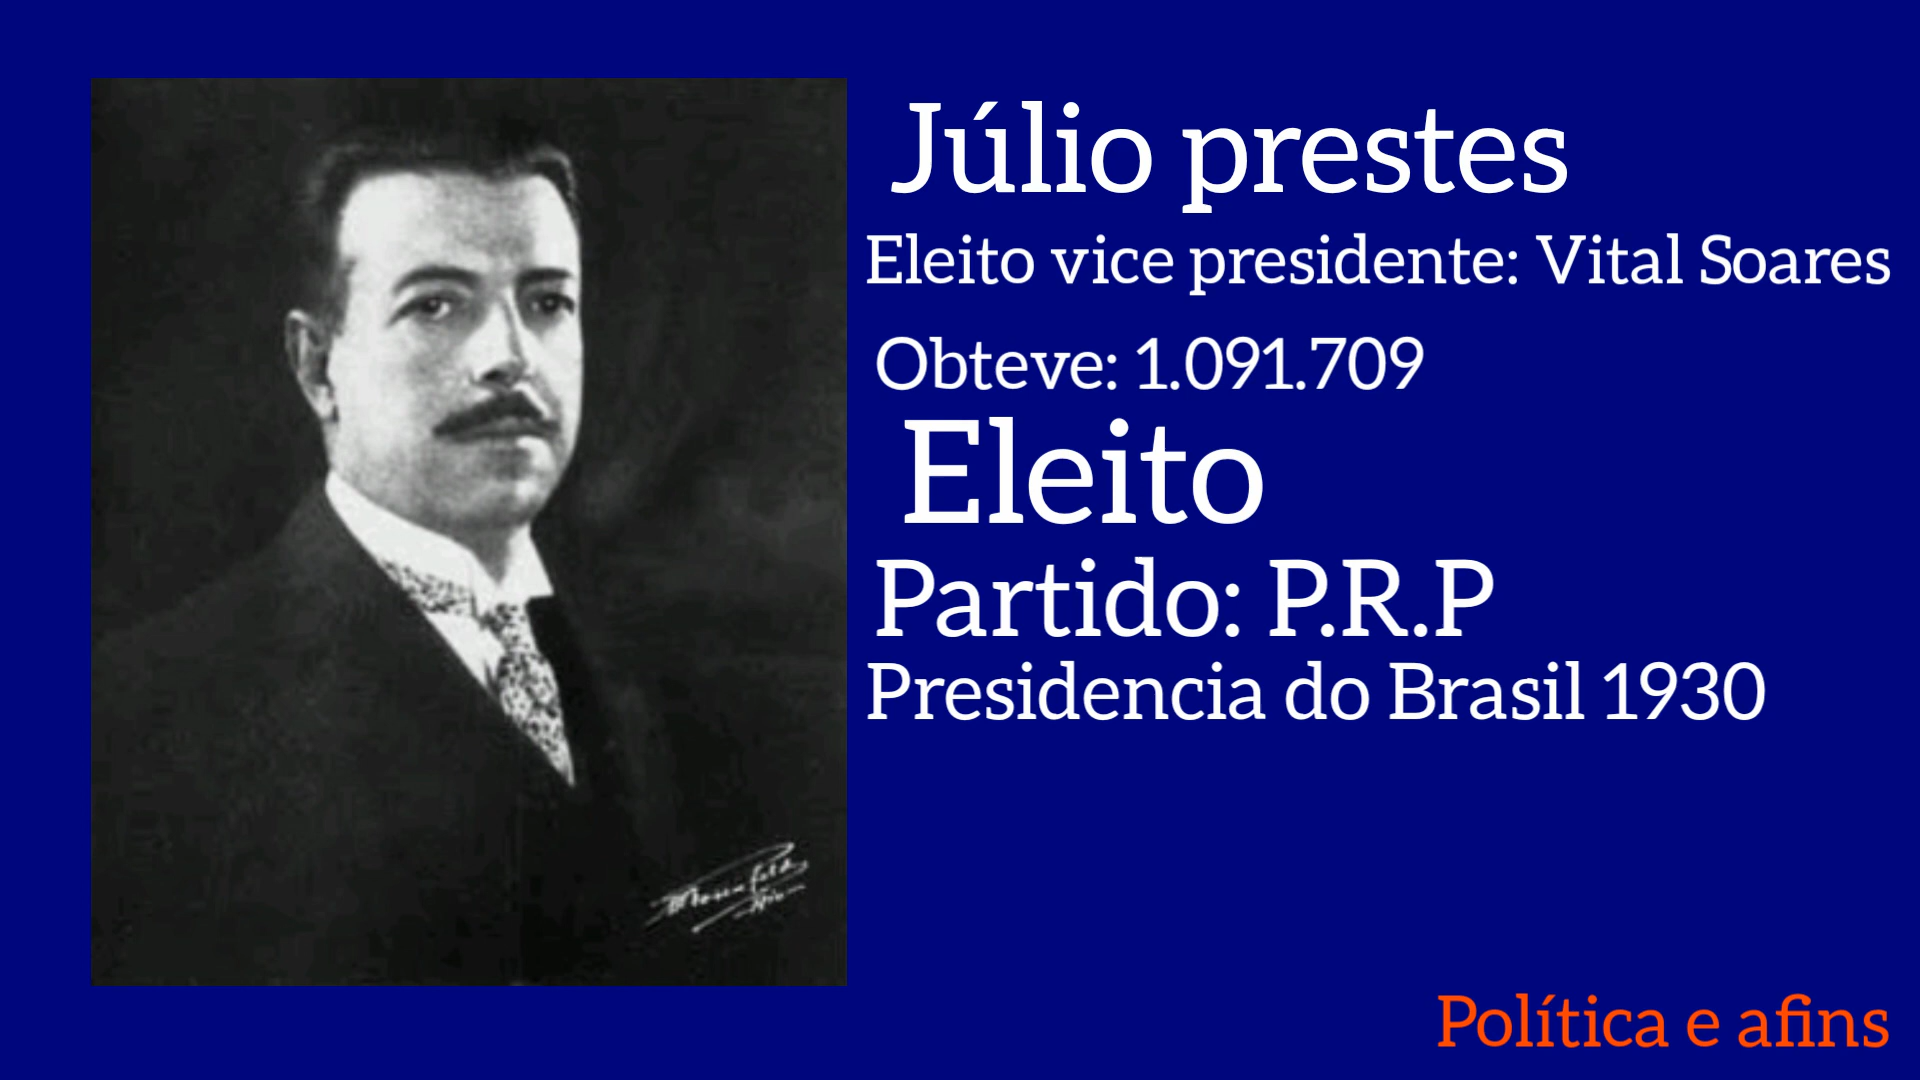 Júlio prestes
Eleito vice presidente: Vital Soares
Obteve: 1.091.709
Eleito
Partido: P.R.P
Presidencia do Brasil 1930
Política e afins